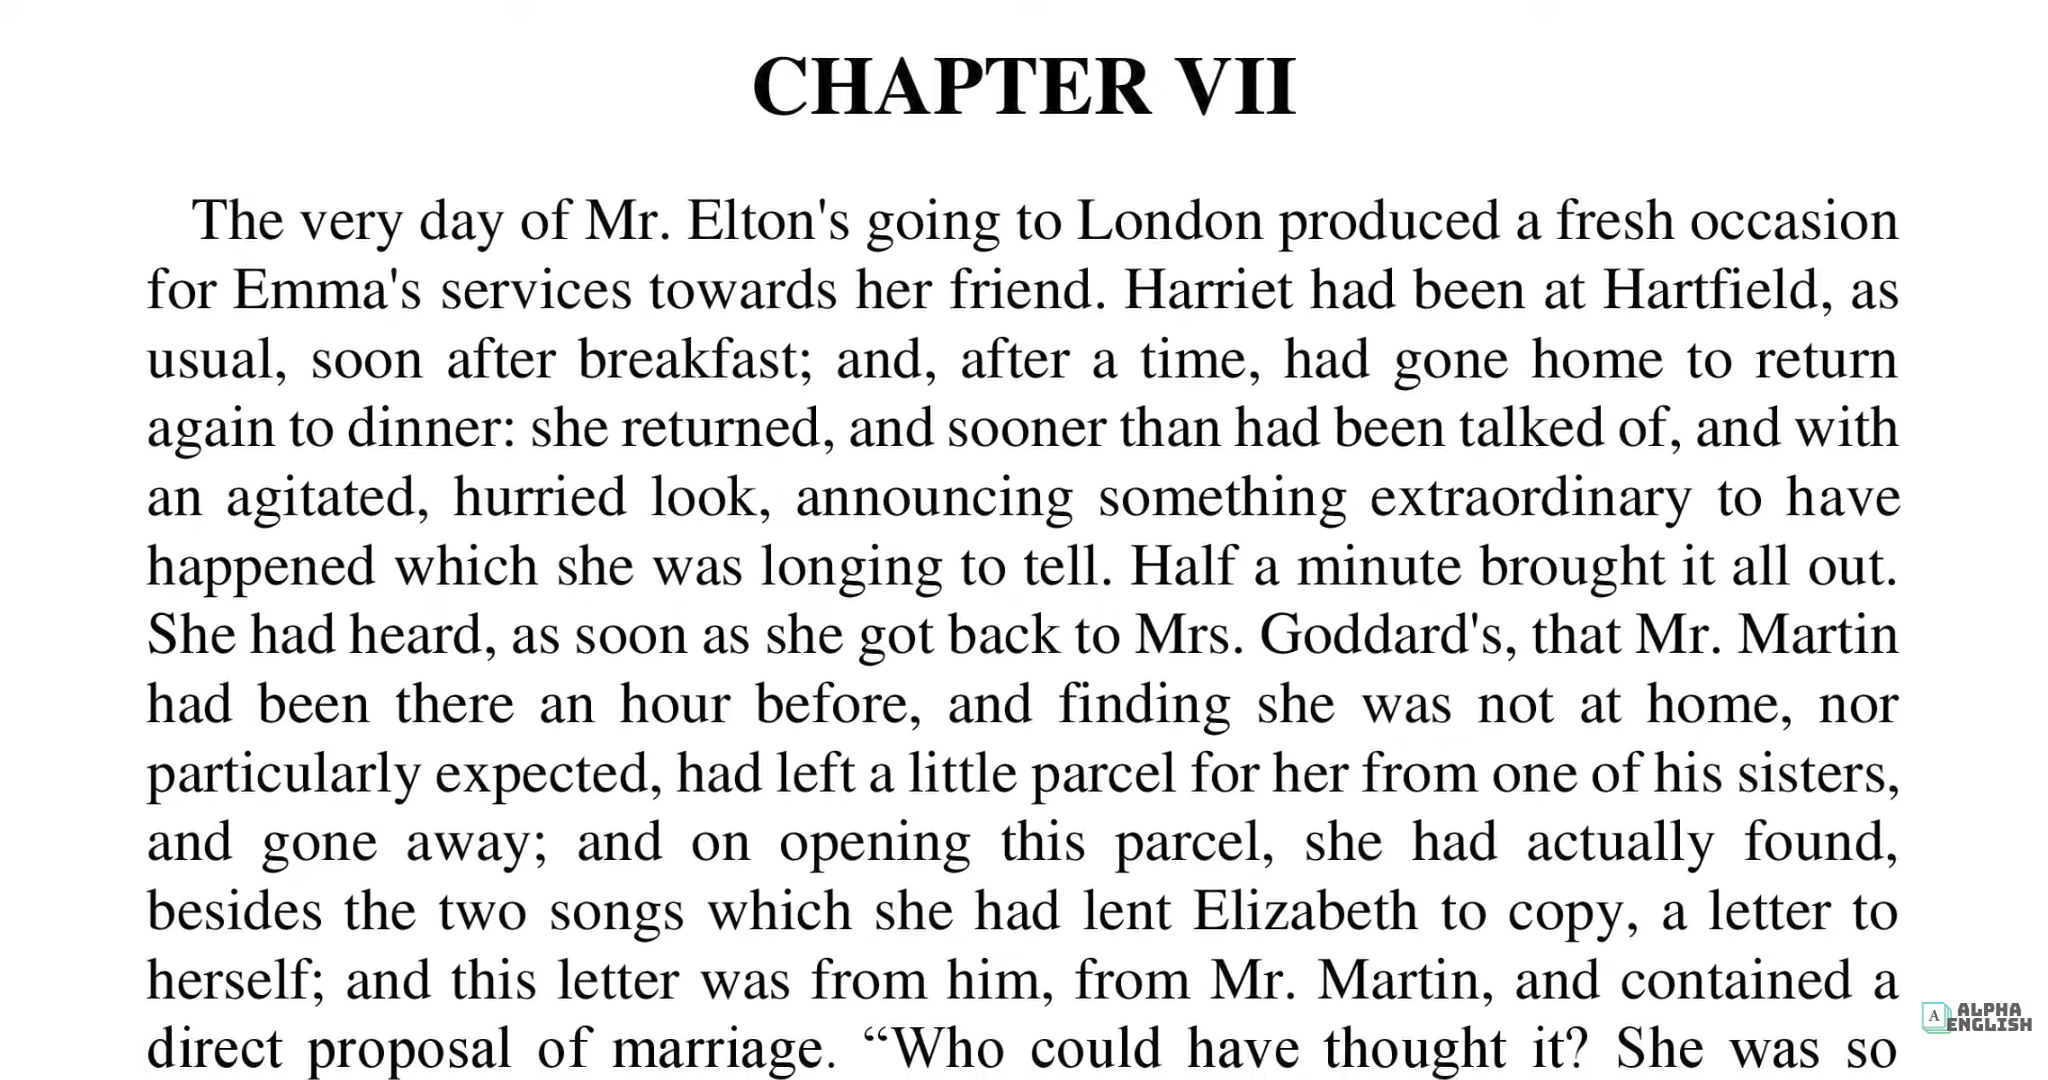 CHAPTER VII
The very day of Mr. Elton's going to London produced a fresh occasion
for Emma's services towards her friend. Harriet had been at Hartfield, as
usual, soon after breakfast; and, after a time, had gone home to return
again to dinner: she returned, and sooner than had been talked of, and with
an agitated, hurried look, announcing something extraordinary to have
happened which she was longing to tell. Half a minute brought it all out.
She had heard, as soon as she got back to Mrs. Goddard's, that Mr. Martin
had been there an hour before, and finding she was not at home, nor
particularly expected, had left a little parcel for her from one of his sisters,
and gone away; and on opening this parcel, she had actually found,
besides the two songs which she had lent Elizabeth to copy, a letter to
herself; and this letter was from him, from Mr. Martin, and contained a
direct proposal of marriage. “Who could have thought it? She was so
A ALPHA
ENGLISH